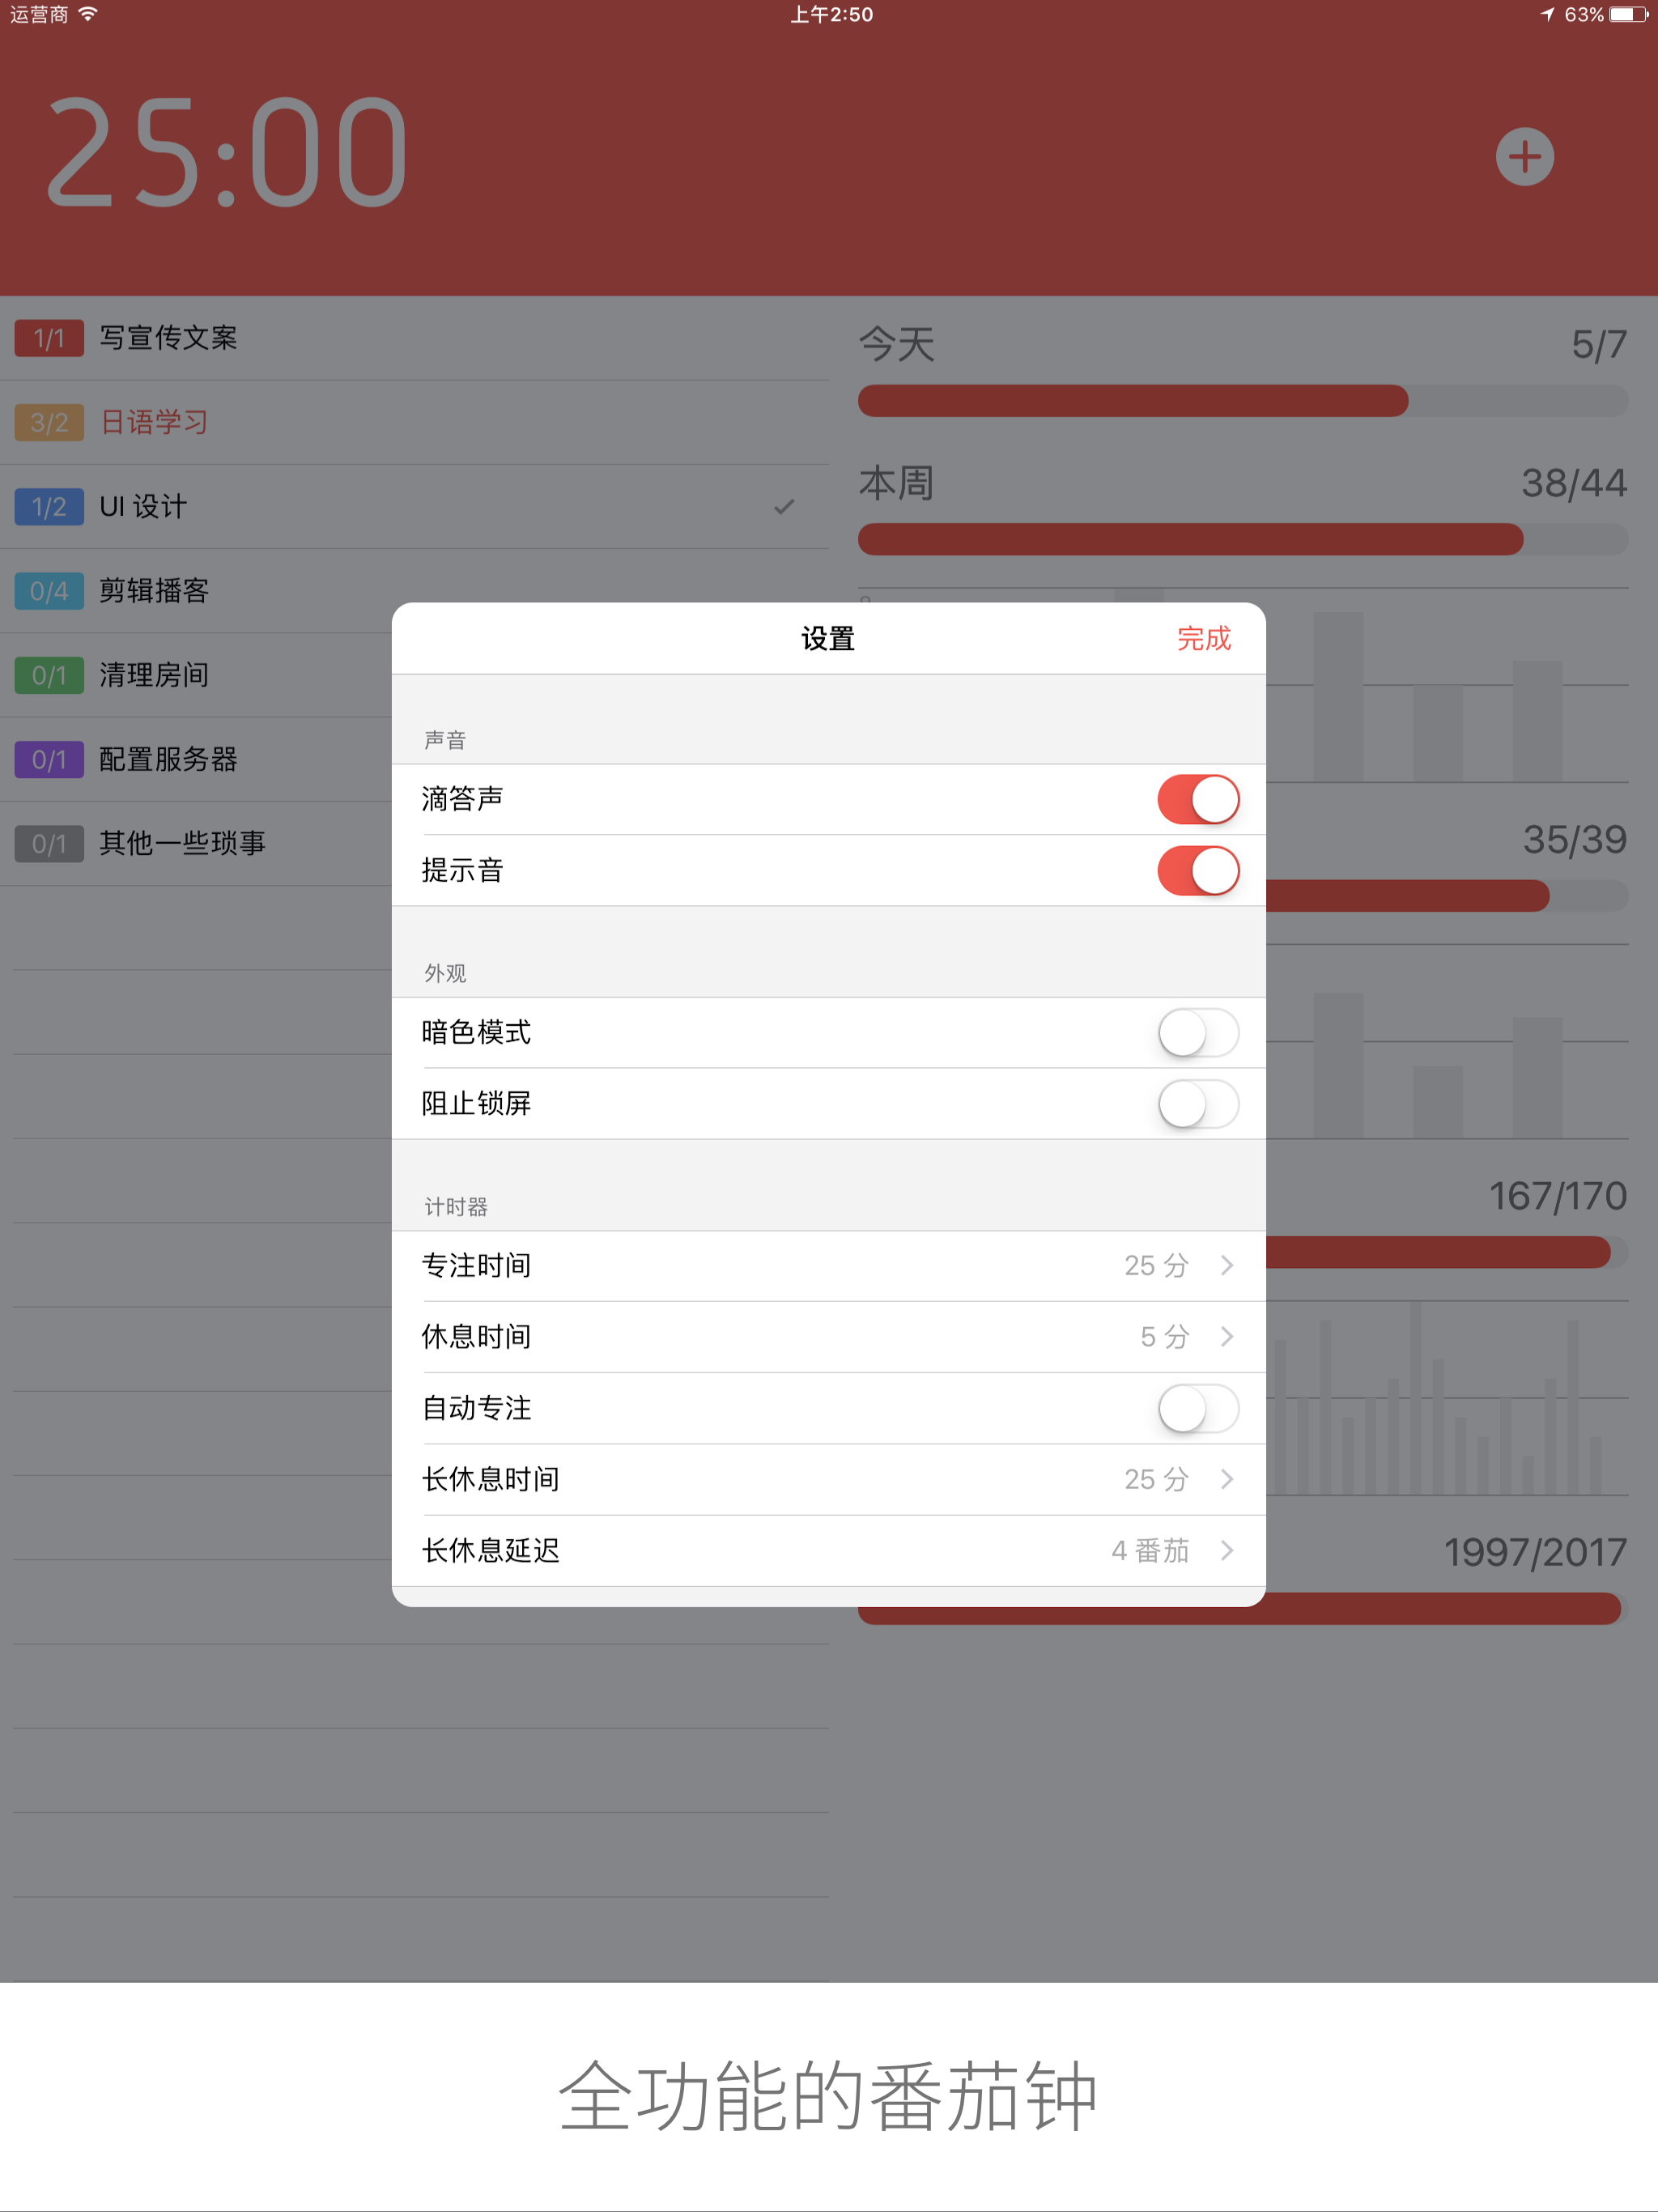 运营商
上午2:50
63%
25:00
1/1 写宣传文案
3/2 日语学习
1/2 UI 设计
0/4 剪辑播客
0/1 清理房间
0/1 配置服务器
0/1 其他一些琐事
今天 5/7
本周 38/44
35/39
167/170
1997/2017
设置 完成
声音
滴答声
提示音
外观
暗色模式
阻止锁屏
计时器
专注时间 25 分
休息时间 5 分
自动专注
长休息时间 25 分
长休息延迟 4 番茄
全功能的番茄钟